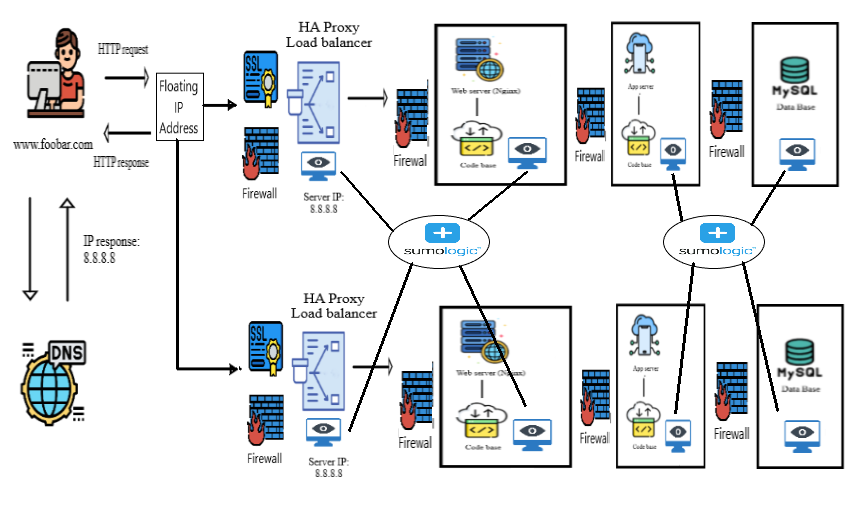 HTTP request
Floating
IP
Address
www.foobar.com
HTTP response
IP response:
8.8.8.8
DNS
SSL
HA Proxy
Load balancer
Firewall
Server IP:
8.8.8.8
Firewall
Web server (Nginx)
Code base
Firewall
App server
Code base
Firewall
MySQL
Data Base
sumologic
sumologic
SSL
HA Proxy
Load balancer
Firewall
Server IP:
8.8.8.8
Firewall
Web server (Nginx)
Code base
Firewall
App server
Code base
Firewall
MySQL
Data Base